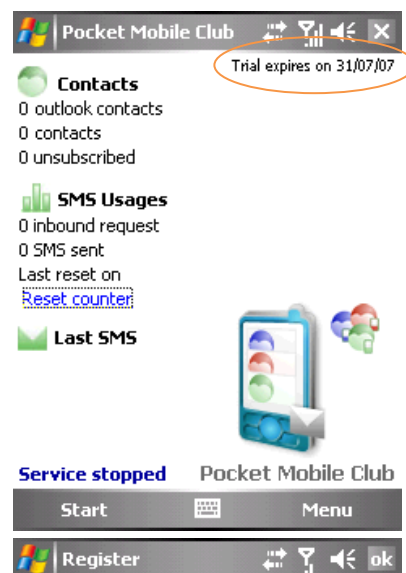 Pocket Mobile Club
Trial expires on 31/07/07
Contacts
0 outlook contacts
0 contacts
0 unsubscribed
SMS Usages
0 inbound request
0 SMS sent
Last reset on
Reset counter
Last SMS
Service stopped Pocket Mobile Club
Start Menu
Register ok